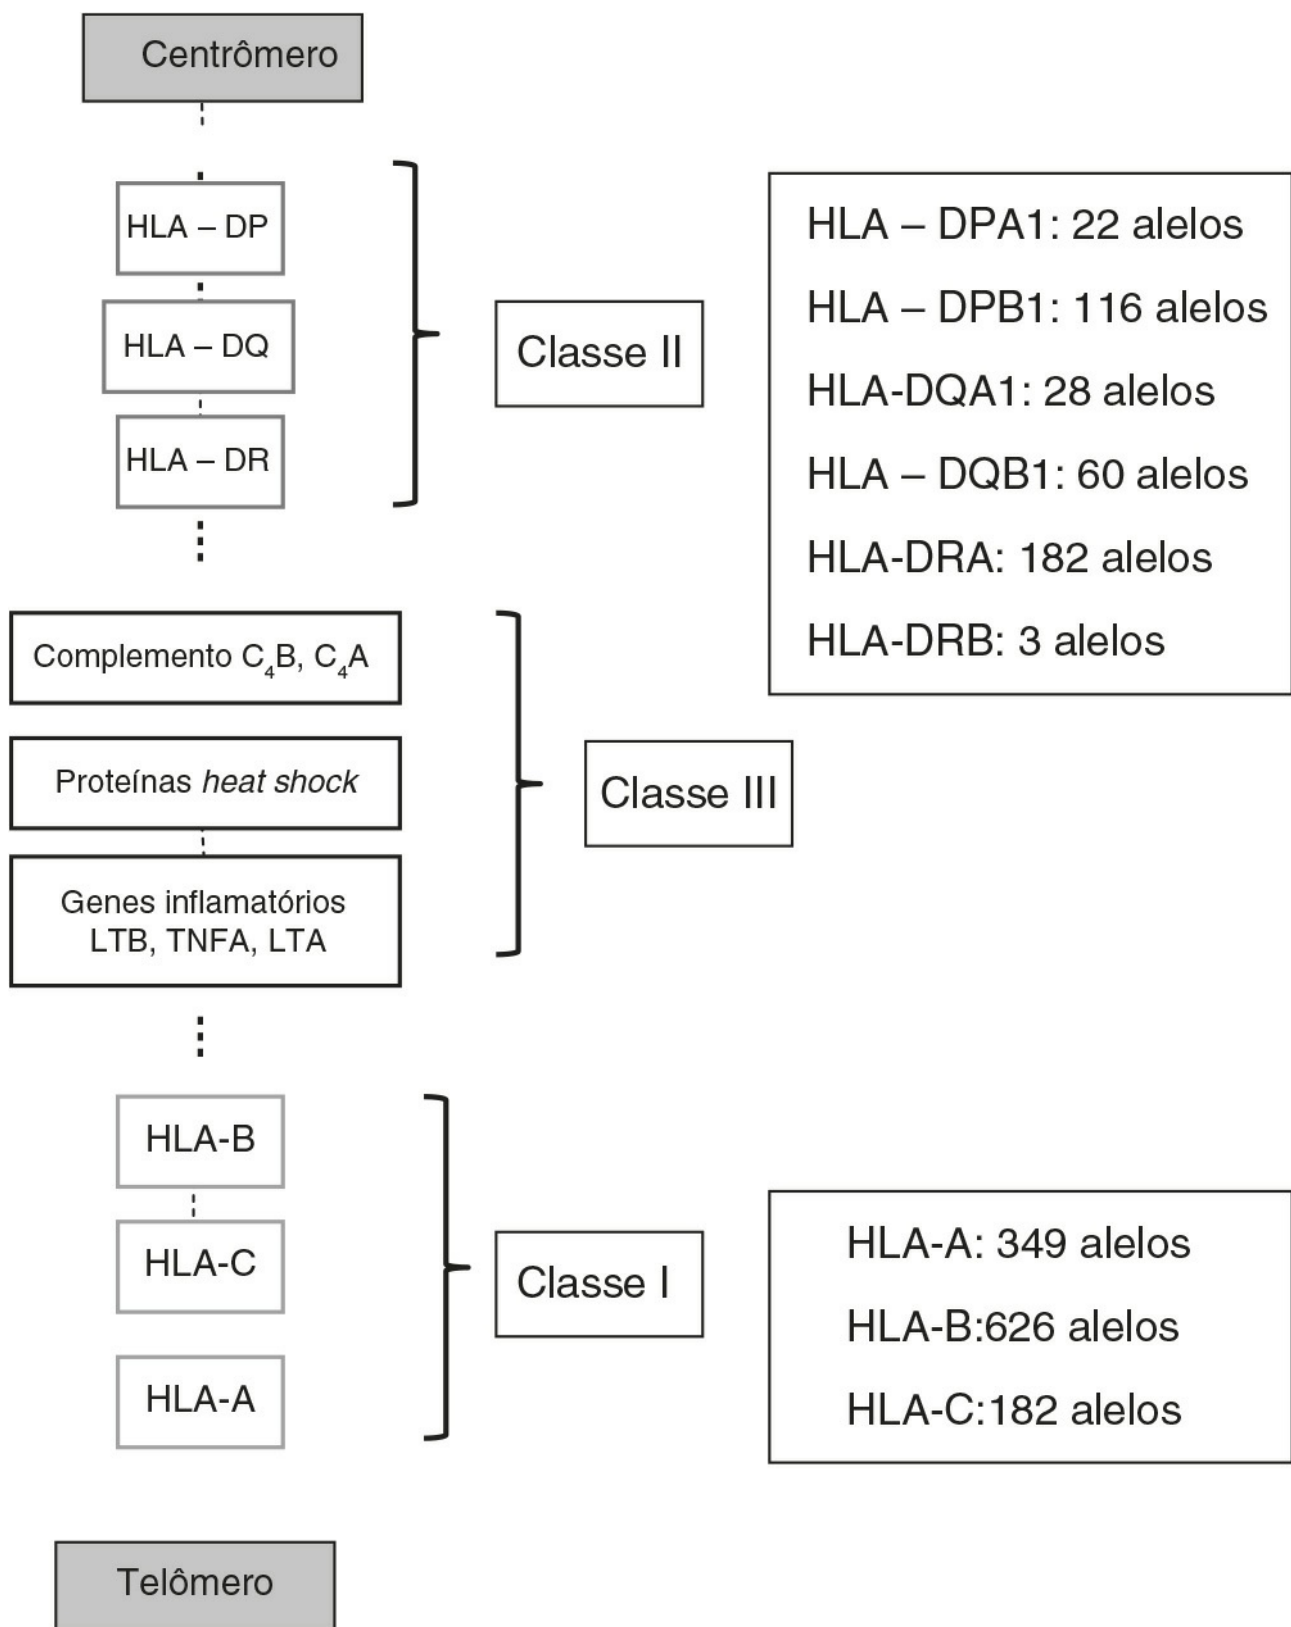 Centrômero
HLA – DP
HLA – DQ
HLA – DR
Classe II
HLA – DPA1: 22 alelos
HLA – DPB1: 116 alelos
HLA-DQA1: 28 alelos
HLA – DQB1: 60 alelos
HLA-DRA: 182 alelos
HLA-DRB: 3 alelos
Complemento C₄B, C₄A
Proteínas heat shock
Genes inflamatórios
LTB, TNFA, LTA
Classe III
HLA-B
HLA-C
HLA-A
Classe I
HLA-A: 349 alelos
HLA-B:626 alelos
HLA-C:182 alelos
Telômero